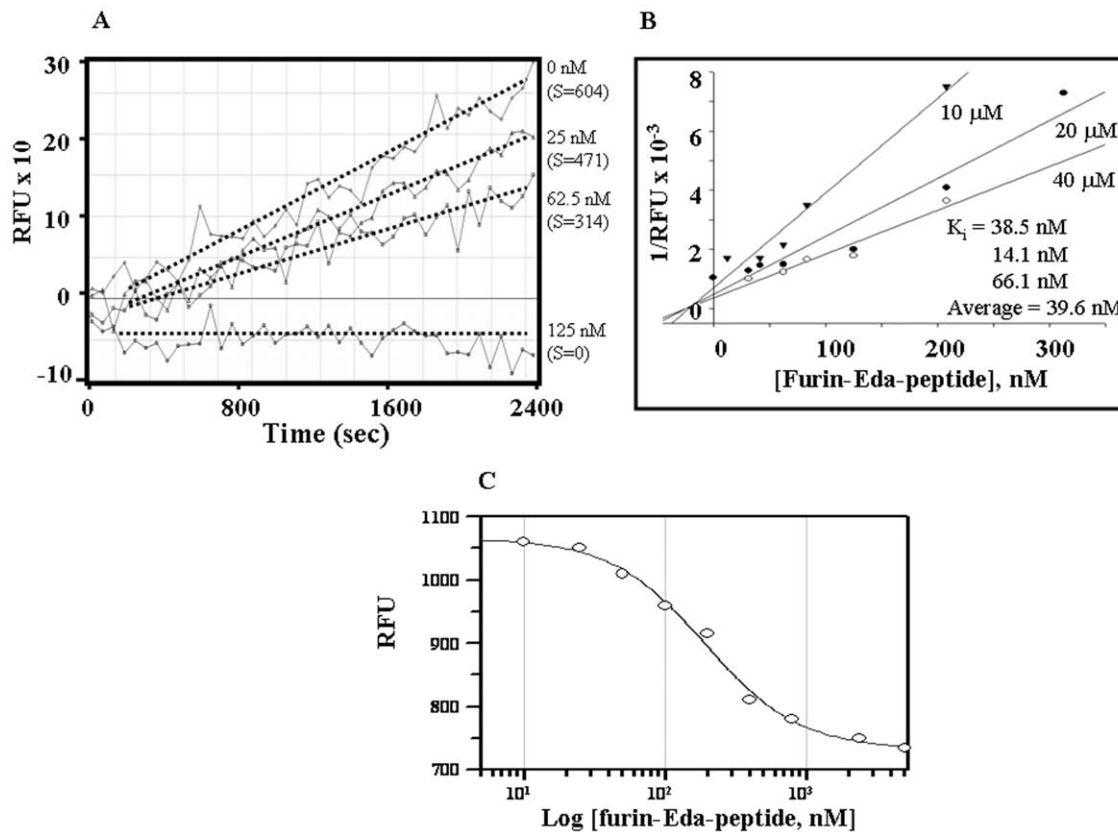 A
RFU x 10
30
20
10
0
-10
0
800
1600
2400
Time (sec)
0 nM
(S=604)
25 nM
(S=471)
62.5 nM
(S=314)
125 nM
(S=0)
B
1/RFU x 10⁻³
8
6
4
2
0
0
100
200
300
[Furin-Eda-peptide], nM
10 µM
20 µM
40 µM
Kᵢ = 38.5 nM
14.1 nM
66.1 nM
Average = 39.6 nM
C
RFU
1100
1000
900
800
700
10¹
10²
10³
Log [furin-Eda-peptide, nM]